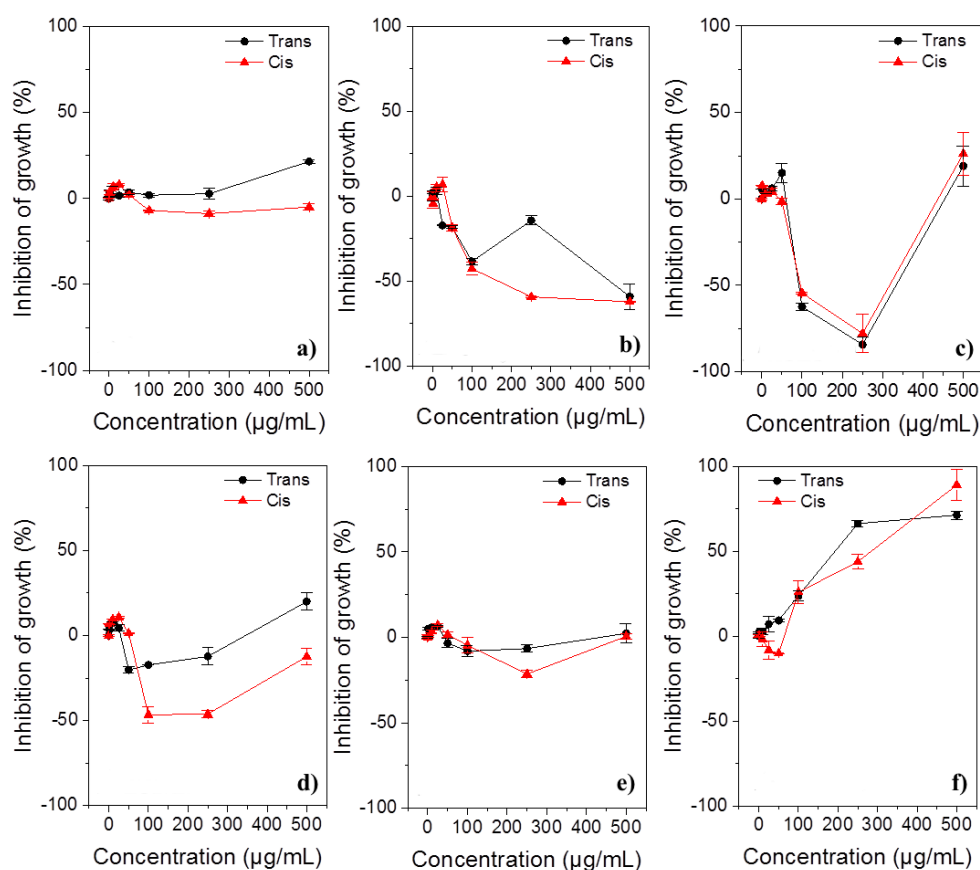 100
50
0
-50
-100
Inhibition of growth (%)
Trans
Cis
a)
0 100 200 300 400 500
Concentration (µg/mL)
100
50
0
-50
-100
Inhibition of growth (%)
Trans
Cis
b)
0 100 200 300 400 500
Concentration (µg/mL)
100
50
0
-50
-100
Inhibition of growth (%)
Trans
Cis
c)
0 100 200 300 400 500
Concentration (µg/mL)
100
50
0
-50
-100
Inhibition of growth (%)
Trans
Cis
d)
0 100 200 300 400 500
Concentration (µg/mL)
100
50
0
-50
-100
Inhibition of growth (%)
Trans
Cis
e)
0 100 200 300 400 500
Concentration (µg/mL)
100
50
0
-50
-100
Inhibition of growth (%)
Trans
Cis
f)
0 100 200 300 400 500
Concentration (µg/mL)